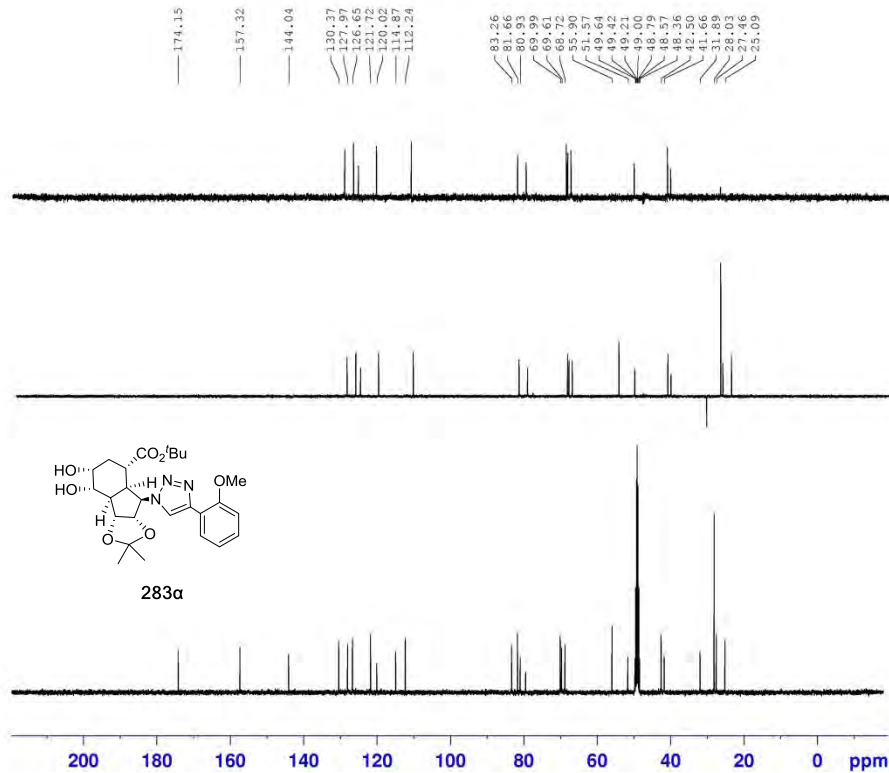 174.15
157.32
144.04
130.37
127.97
126.65
121.72
120.02
114.87
112.24
83.26
81.66
80.93
69.99
69.61
68.72
55.90
51.57
49.64
49.42
49.21
49.00
48.79
48.57
48.36
42.50
41.66
31.89
28.03
27.46
25.09
CO₂ᵗBu
HO
HO
H
H
N
N
N
OMe
O
O
283α
200 180 160 140 120 100 80 60 40 20 0 ppm